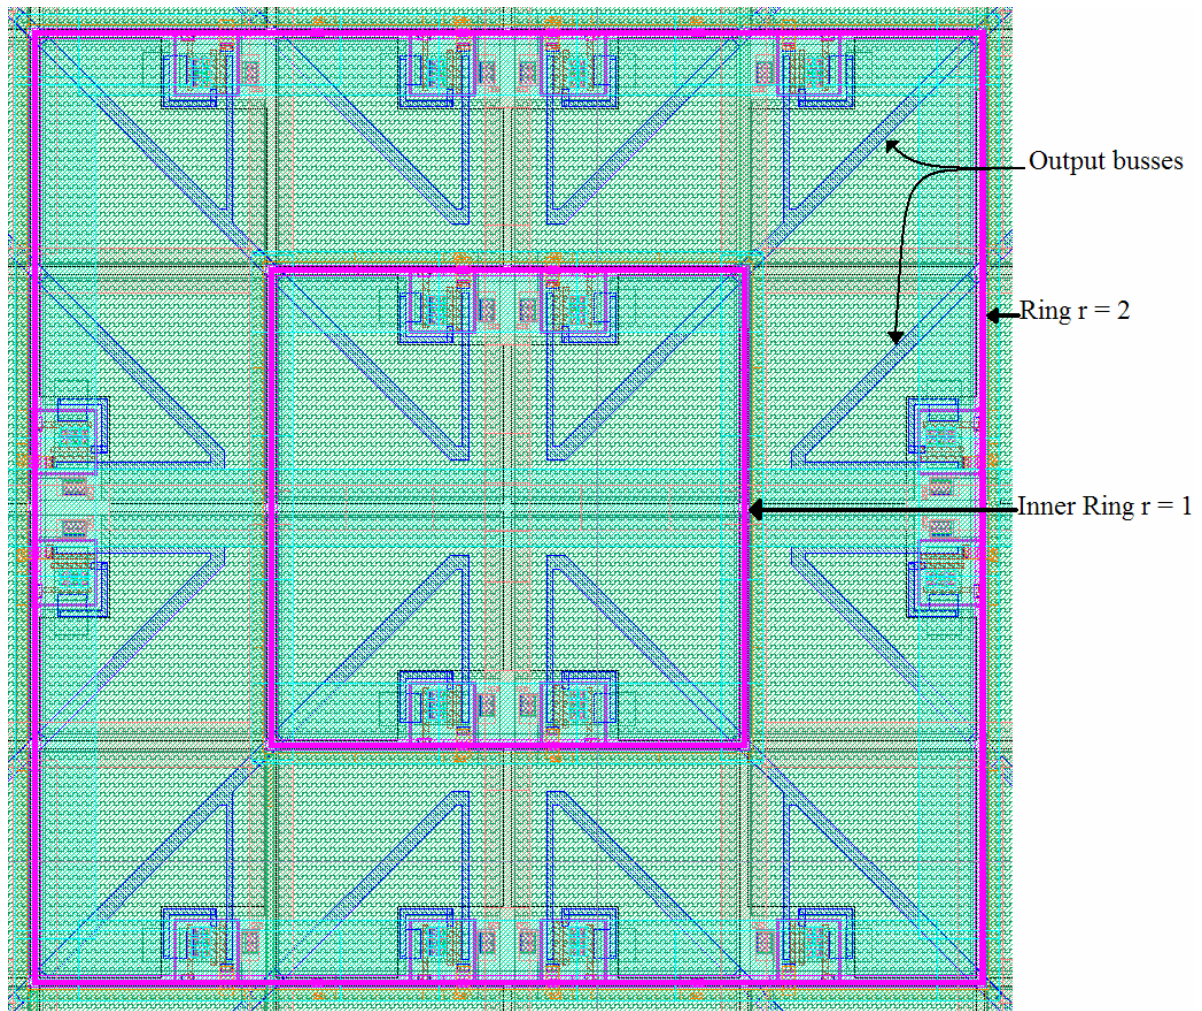 Output busses
Ring r = 2
Inner Ring r = 1